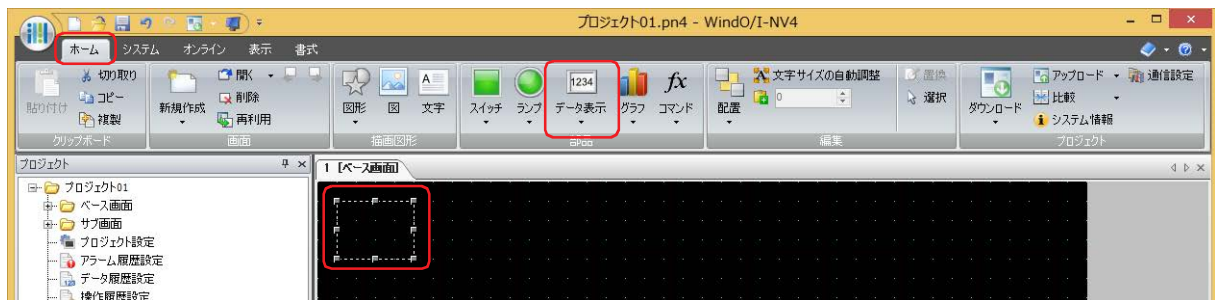 プロジェクト01.pn4 - WindO/I-NV4
ホーム システム オンライン 表示 書式
貼り付け 切り取り コピー 複製
新規作成 開く 削除 再利用
図形 図 文字
スイッチ ランプ 1234 データ表示 グラフ fx コマンド
配置 文字サイズの自動調整 0 置換 選択
ダウンロード アップロード 比較 システム情報 通信設定
クリップボード 画面 描画図形 部品 編集 プロジェクト
プロジェクト
1 [ベース画面]
プロジェクト01
ベース画面
サブ画面
プロジェクト設定
アラーム履歴設定
データ履歴設定
操作履歴設定